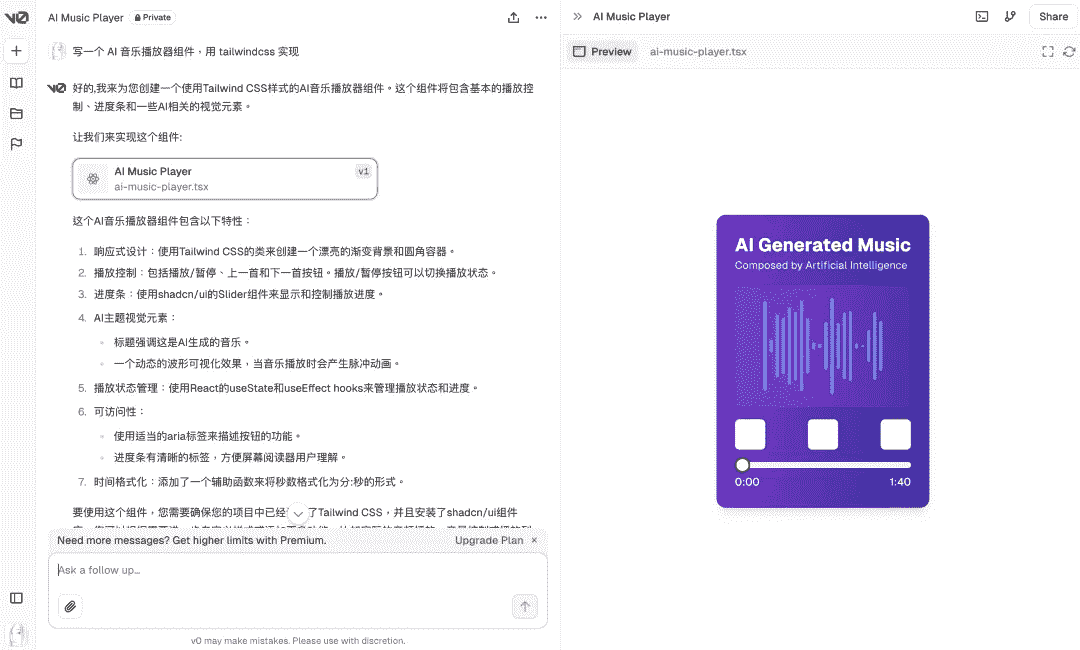 v0
AI Music Player Private
写一个 AI 音乐播放器组件，用 tailwindcss 实现
v0 好的,我来为您创建一个使用Tailwind CSS样式的AI音乐播放器组件。这个组件将包含基本的播放控
制、进度条和一些AI相关的视觉元素。
让我们来实现这个组件:
AI Music Player v1
ai-music-player.tsx
这个AI音乐播放器组件包含以下特性：
1. 响应式设计：使用Tailwind CSS的类来创建一个漂亮的渐变背景和圆角容器。
2. 播放控制：包括播放/暂停、上一首和下一首按钮。播放/暂停按钮可以切换播放状态。
3. 进度条：使用shadcn/ui的Slider组件来显示和控制播放进度。
4. AI主题视觉元素：
标题强调这是AI生成的音乐。
一个动态的波形可视化效果，当音乐播放时会产生脉冲动画。
5. 播放状态管理：使用React的useState和useEffect hooks来管理播放状态和进度。
6. 可访问性：
使用适当的aria标签来描述按钮的功能。
进度条有清晰的标签，方便屏幕阅读器用户理解。
7. 时间格式化：添加了一个辅助函数来将秒数格式化为分:秒的形式。
要使用这个组件，您需要确保您的项目中已经 了Tailwind CSS，并且安装了shadcn/ui组件
Need more messages? Get higher limits with Premium. Upgrade Plan ×
Ask a follow up...
v0 may make mistakes. Please use with discretion.
AI Music Player Share
Preview ai-music-player.tsx
AI Generated Music
Composed by Artificial Intelligence
0:00 1:40